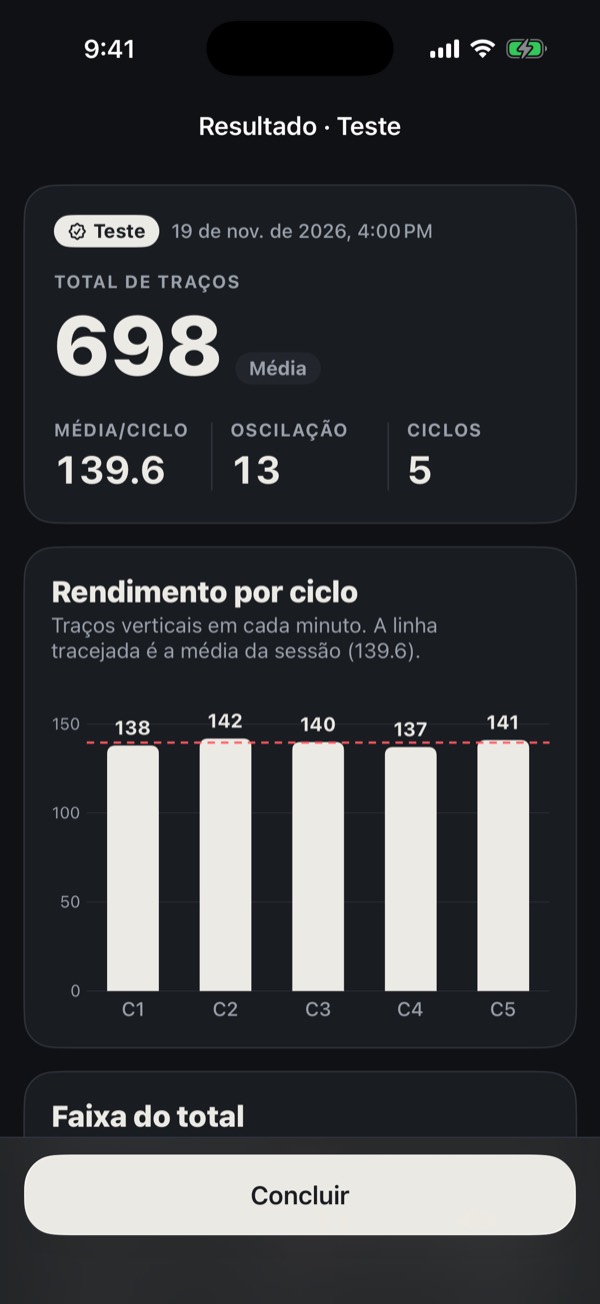 9:41
Resultado · Teste
Teste 19 de nov. de 2026, 4:00 PM
TOTAL DE TRAÇOS
698 Média
MÉDIA/CICLO OSCILAÇÃO CICLOS
139.6 13 5
Rendimento por ciclo
Traços verticais em cada minuto. A linha
tracejada é a média da sessão (139.6).
150 138 142 140 137 141
100
50
0
C1 C2 C3 C4 C5
Faixa do total
Concluir